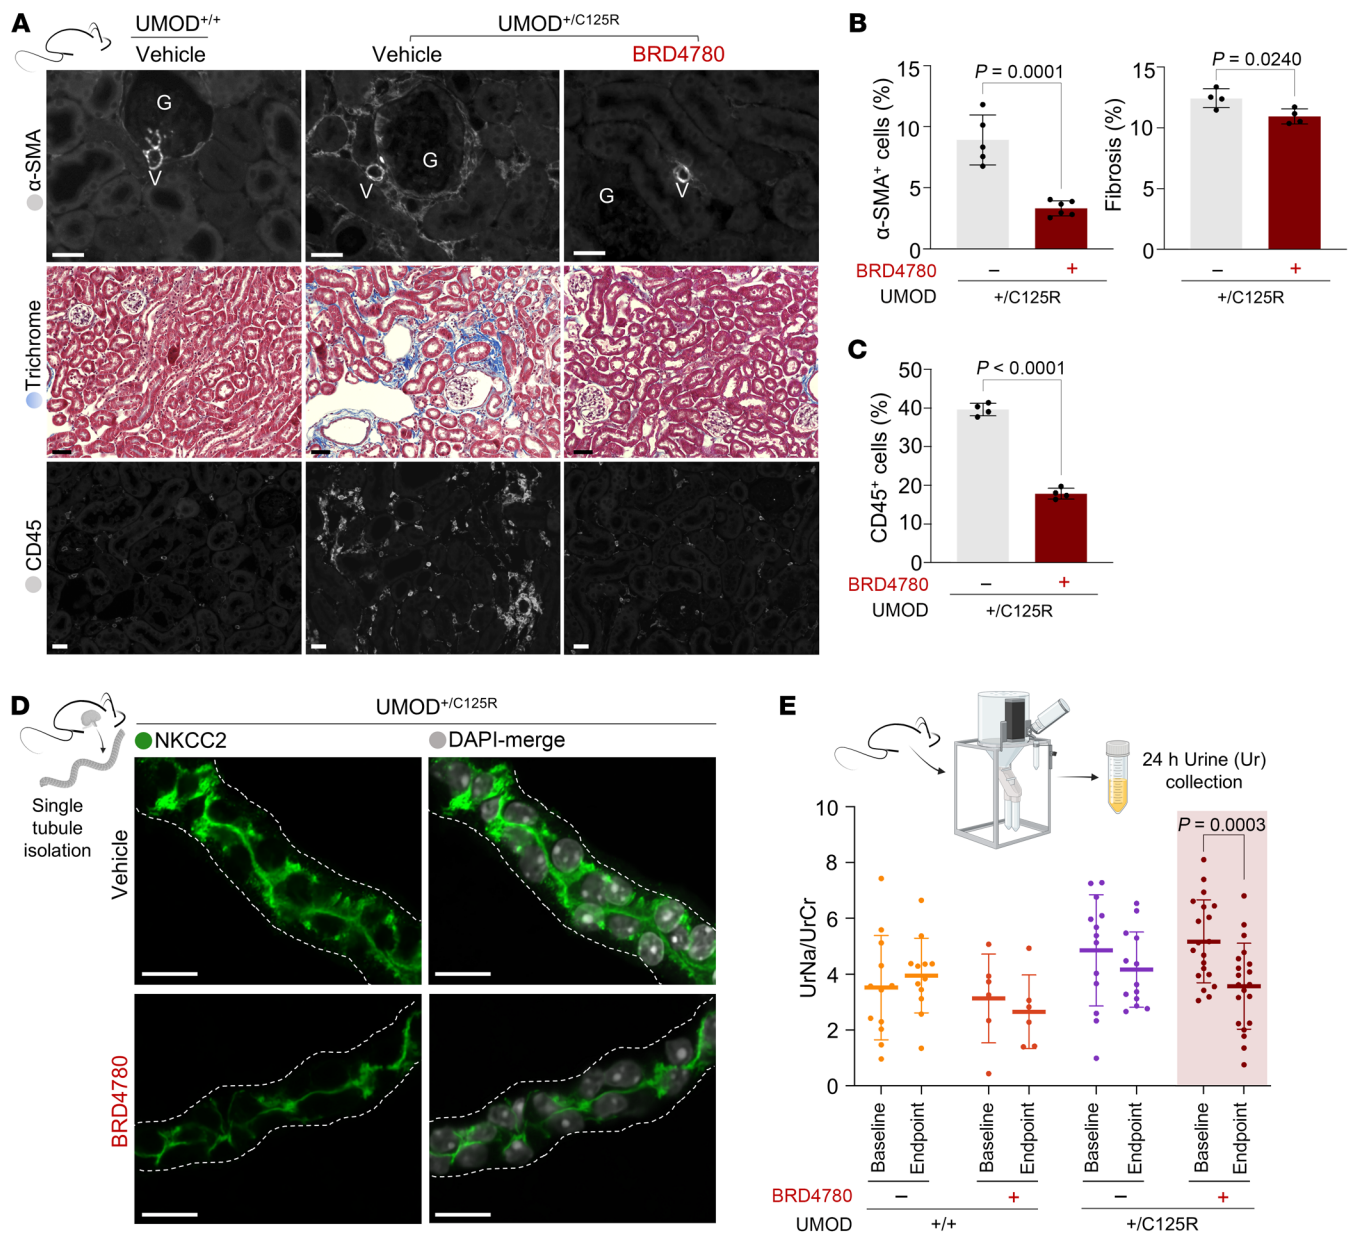 A
UMOD+/+
UMOD+/C125R
Vehicle
Vehicle
BRD4780
α-SMA
G
V
G
V
G
V
Trichrome
CD45
B
α-SMA+ cells (%)
15
10
5
0
P = 0.0001
BRD4780
− +
UMOD
+/C125R
Fibrosis (%)
15
10
5
0
P = 0.0240
− +
+/C125R
C
CD45+ cells (%)
50
40
30
20
10
0
P < 0.0001
BRD4780
− +
UMOD
+/C125R
D
UMOD+/C125R
NKCC2
DAPI-merge
Single
tubule
isolation
Vehicle
BRD4780
E
24 h Urine (Ur)
collection
UrNa/UrCr
10
8
6
4
2
0
P = 0.0003
Baseline
Endpoint
Baseline
Endpoint
Baseline
Endpoint
Baseline
Endpoint
BRD4780
− + − +
UMOD
+/+ +/C125R